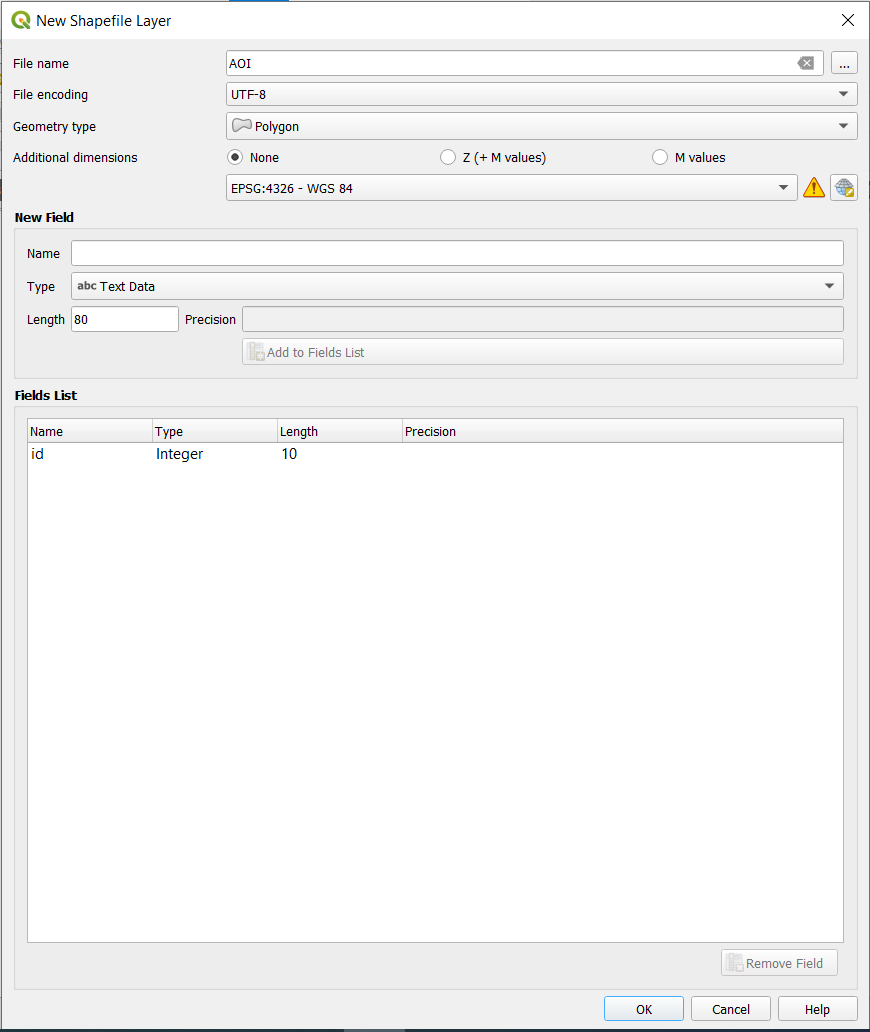 New Shapefile Layer
File name AOI ...
File encoding UTF-8
Geometry type Polygon
Additional dimensions None Z (+ M values) M values
EPSG:4326 - WGS 84
New Field
Name
Type abc Text Data
Length 80 Precision
Add to Fields List
Fields List
Name Type Length Precision
id Integer 10
Remove Field
OK Cancel Help